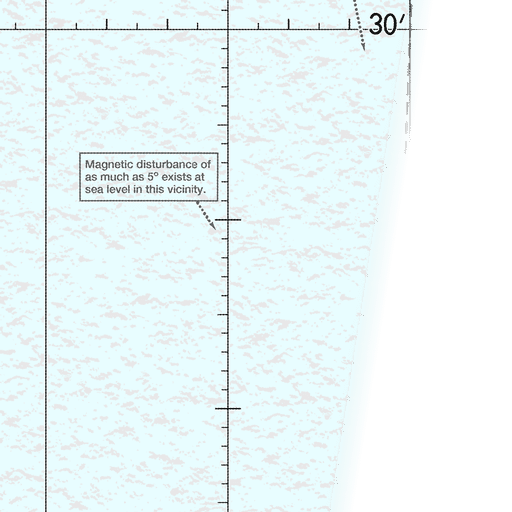 30′
Magnetic disturbance of
as much as 5° exists at
sea level in this vicinity.